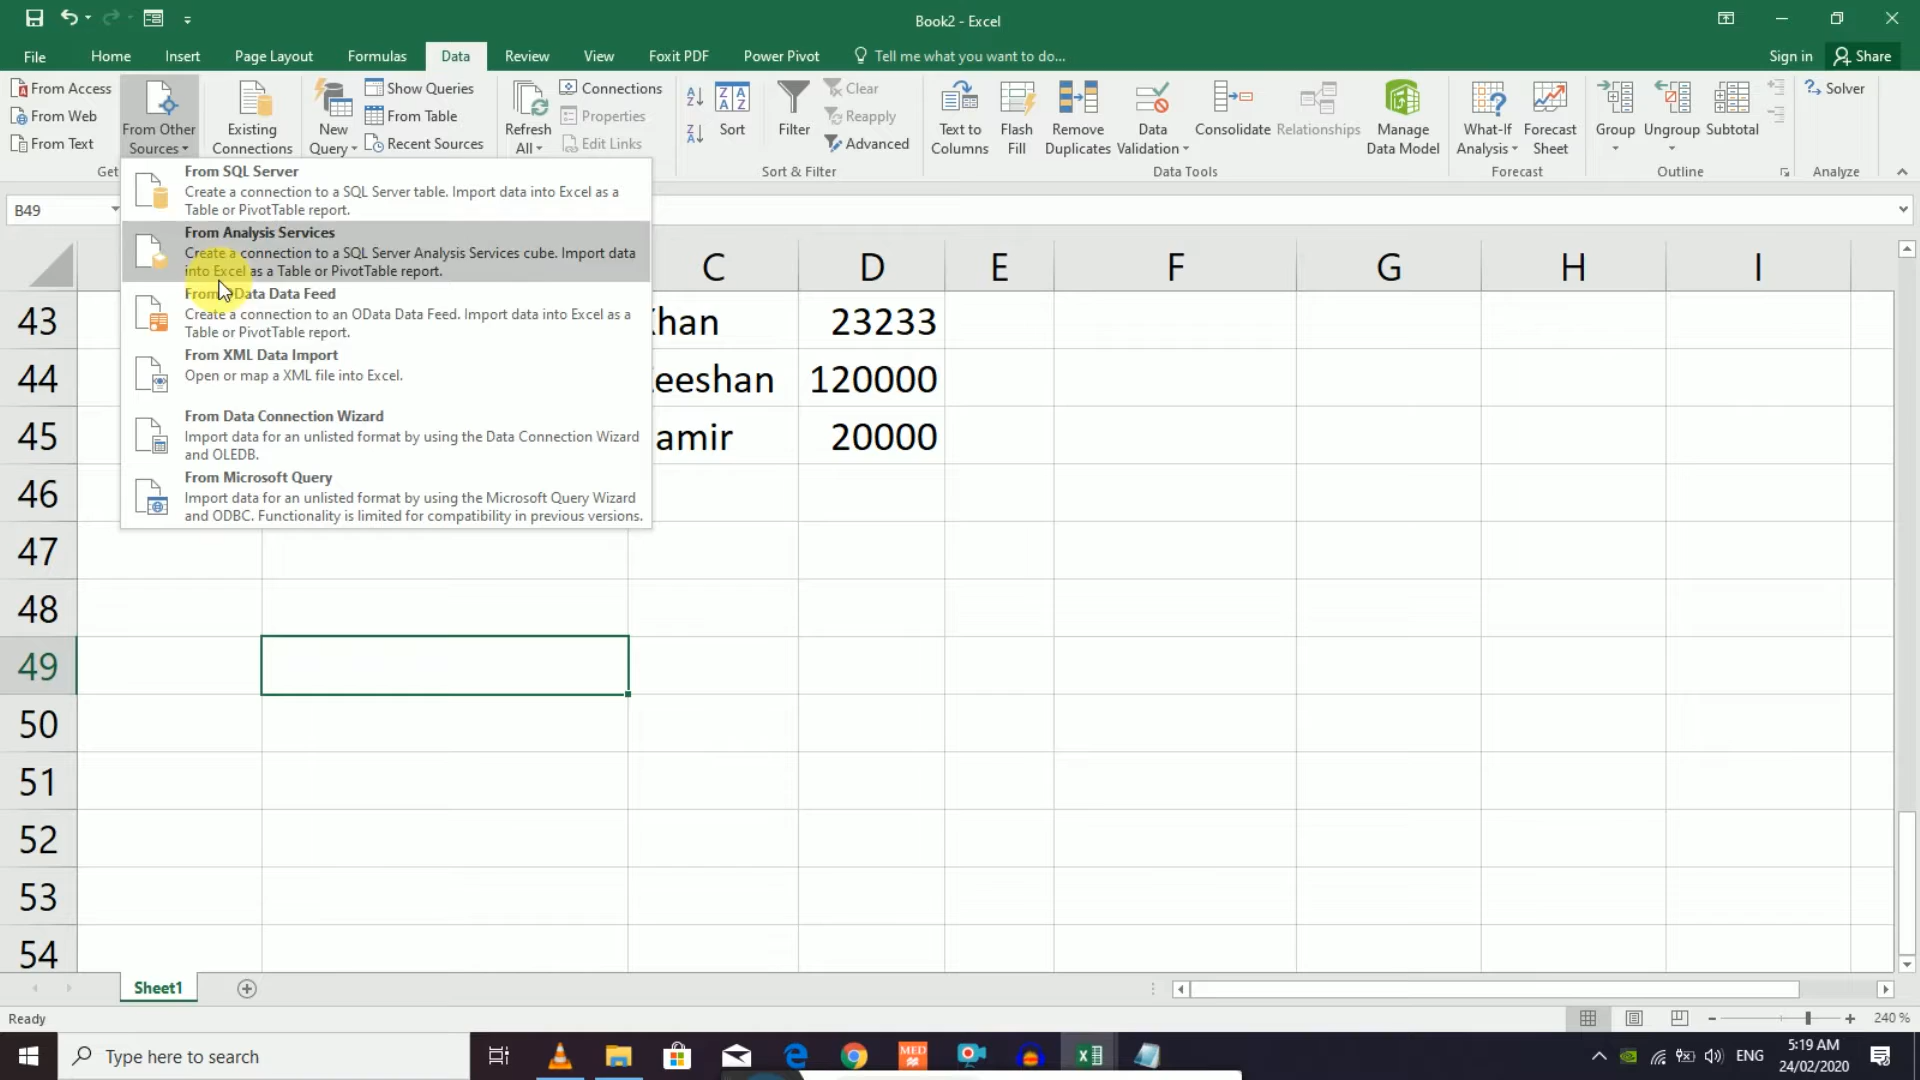 Book2 - Excel
File Home Insert Page Layout Formulas Data Review View Foxit PDF Power Pivot Tell me what you want to do... Sign in Share
From Access
From Web
From Text
From Other
Sources
Existing
Connections
New
Query
Show Queries
From Table
Recent Sources
Refresh
All
Connections
Properties
Edit Links
Sort
Filter
Clear
Reapply
Advanced
Text to
Columns
Flash
Fill
Remove
Duplicates
Data
Validation
Consolidate
Relationships
Manage
Data Model
What-If
Analysis
Forecast
Sheet
Group
Ungroup
Subtotal
Solver
Get
Sort & Filter
Data Tools
Forecast
Outline
Analyze
B49
From SQL Server
Create a connection to a SQL Server table. Import data into Excel as a
Table or PivotTable report.
From Analysis Services
Create a connection to a SQL Server Analysis Services cube. Import data
into Excel as a Table or PivotTable report.
From OData Data Feed
Create a connection to an OData Data Feed. Import data into Excel as a
Table or PivotTable report.
From XML Data Import
Open or map a XML file into Excel.
From Data Connection Wizard
Import data for an unlisted format by using the Data Connection Wizard
and OLEDB.
From Microsoft Query
Import data for an unlisted format by using the Microsoft Query Wizard
and ODBC. Functionality is limited for compatibility in previous versions.
C D E F G H I
43 23233
44 120000
45 20000
46
47
48
49
50
51
52
53
54
Sheet1
Ready
240 %
Type here to search
MED
ENG
5:19 AM
24/02/2020